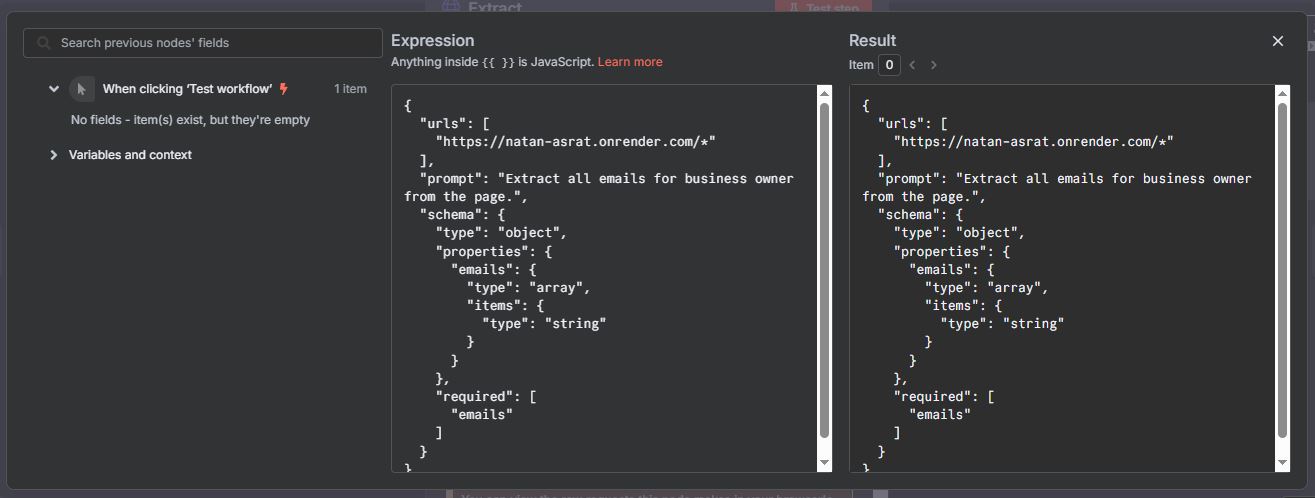 Extract
Test step
Search previous nodes' fields
When clicking ‘Test workflow’
1 item
No fields - item(s) exist, but they're empty
Variables and context
Expression
Anything inside {{ }} is JavaScript. Learn more
{
"urls": [
"https://natan-asrat.onrender.com/*"
],
"prompt": "Extract all emails for business owner
from the page.",
"schema": {
"type": "object",
"properties": {
"emails": {
"type": "array",
"items": {
"type": "string"
}
}
},
"required": [
"emails"
]
}
}
Result
Item 0
{
"urls": [
"https://natan-asrat.onrender.com/*"
],
"prompt": "Extract all emails for business owner
from the page.",
"schema": {
"type": "object",
"properties": {
"emails": {
"type": "array",
"items": {
"type": "string"
}
}
},
"required": [
"emails"
]
}
}